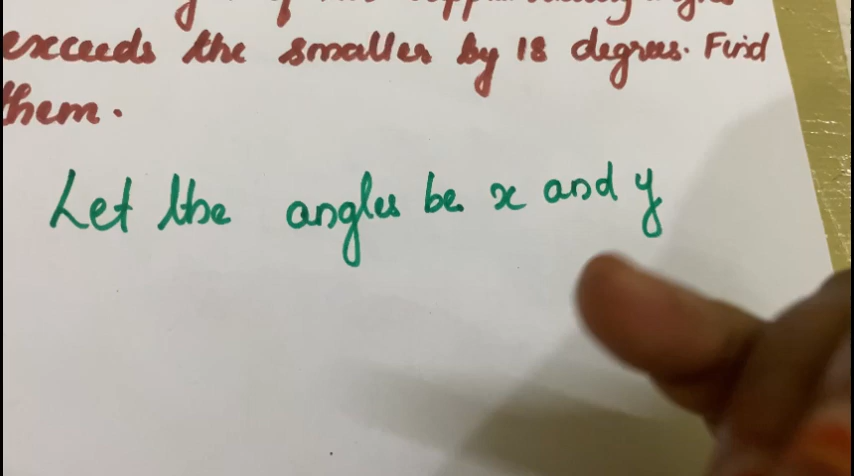 exceeds the smaller by 18 degrees. Find
them.
Let the angles be x and y